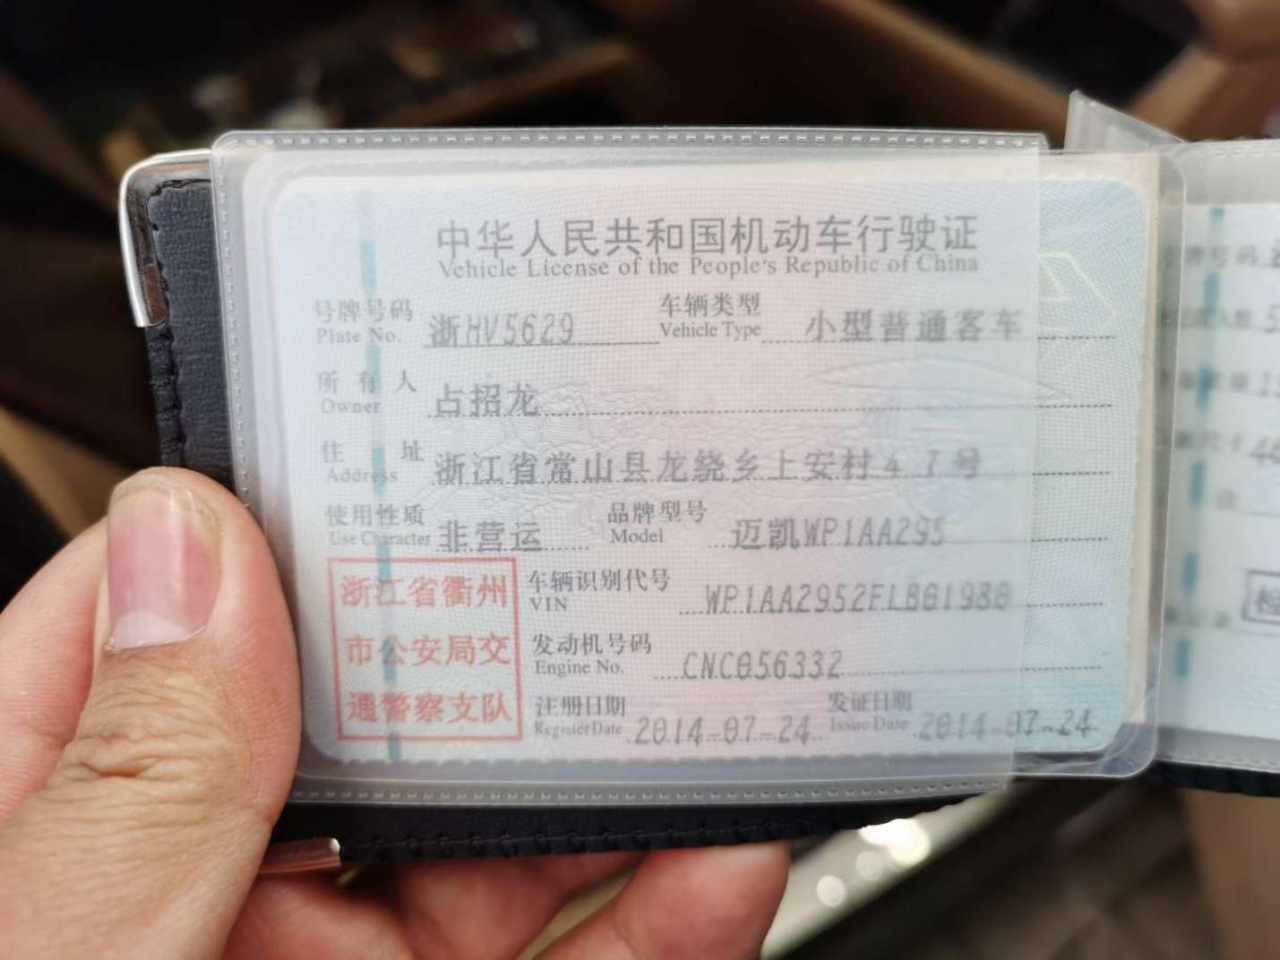 中华人民共和国机动车行驶证
Vehicle License of the People's Republic of China
号牌号码 浙HV5629 车辆类型 小型普通客车
Plate No. Vehicle Type
所有人 占招龙
Owner
住址 浙江省常山县龙绕乡上安村47号
Address
使用性质 非营运 品牌型号 迈凯WP1AA295
Use Character Model
浙江省衢州
市公安局交
通警察支队
车辆识别代号 WP1AA2952FLB01980
VIN
发动机号码 CNC056332
Engine No.
注册日期 2014-07-24 发证日期 2014-07-24
Register Date Issue Date